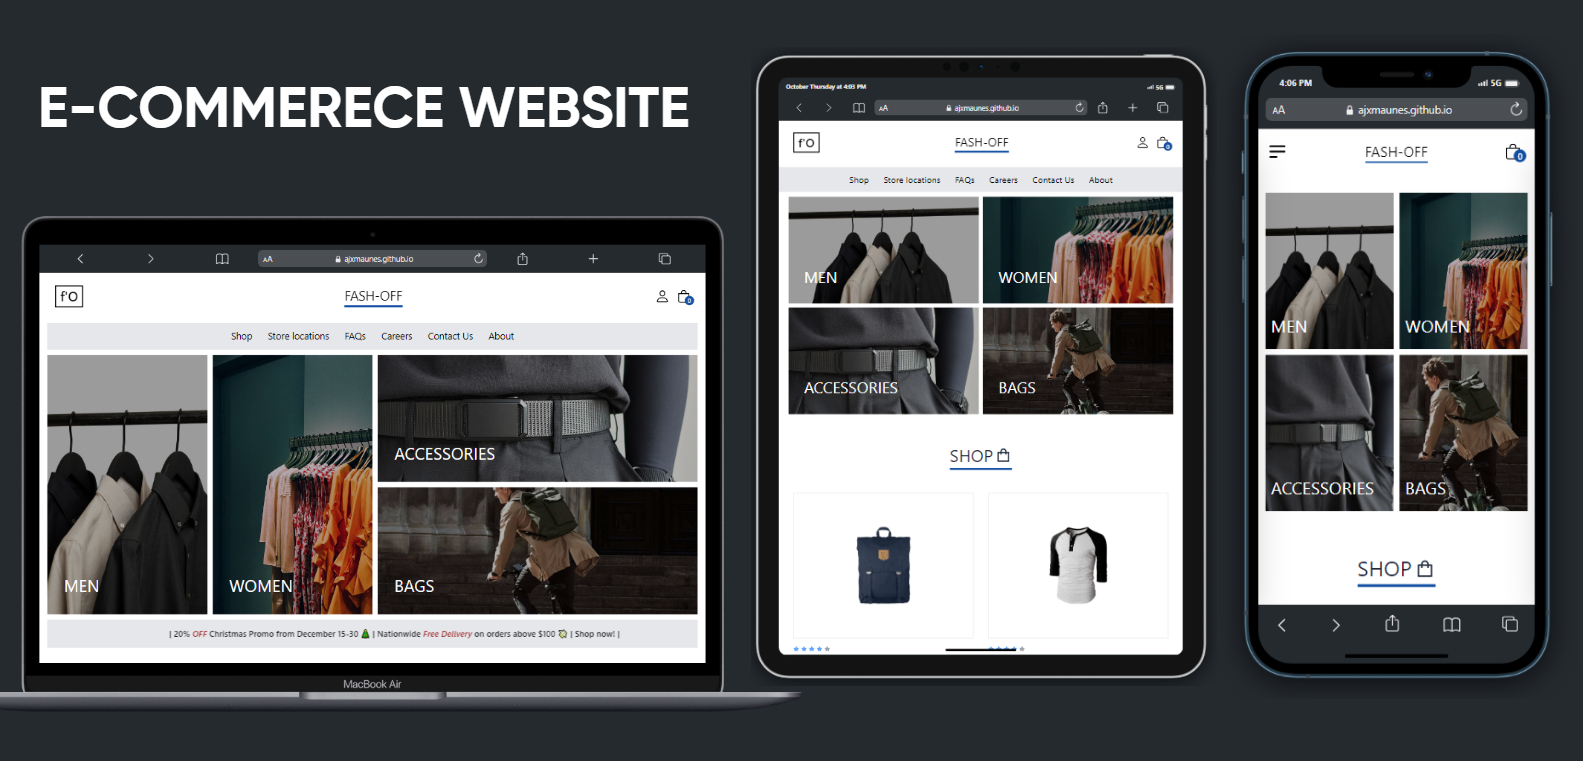 E-COMMERECE WEBSITE
AA ajxmaunes.github.io
f'O FASH-OFF 0
Shop Store locations FAQs Careers Contact Us About
MEN
WOMEN
ACCESSORIES
BAGS
| 20% OFF Christmas Promo from December 15-30 🎄 | Nationwide Free Delivery on orders above $100 💸 | Shop now! |
MacBook Air
October Thursday at 4:03 PM 5G
AA ajxmaunes.github.io
f'O FASH-OFF 0
Shop Store locations FAQs Careers Contact Us About
MEN WOMEN
ACCESSORIES BAGS
SHOP
4:06 PM 5G
AA ajxmaunes.github.io
FASH-OFF 0
MEN WOMEN
ACCESSORIES BAGS
SHOP